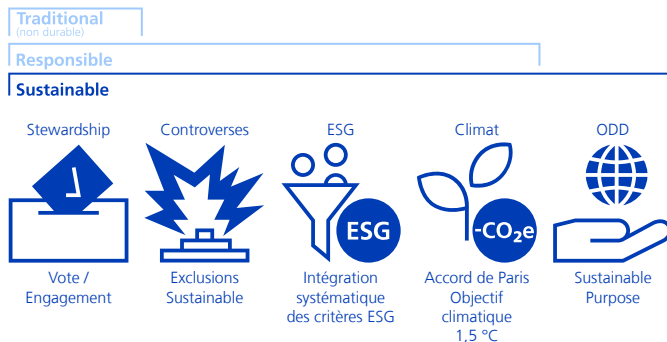 Traditional
(non durable)
Responsible
Sustainable
Stewardship
Controverses
ESG
Climat
ODD
ESG
-CO₂e
Vote /
Engagement
Exclusions
Sustainable
Intégration
systématique
des critères ESG
Accord de Paris
Objectif
climatique
1,5 °C
Sustainable
Purpose